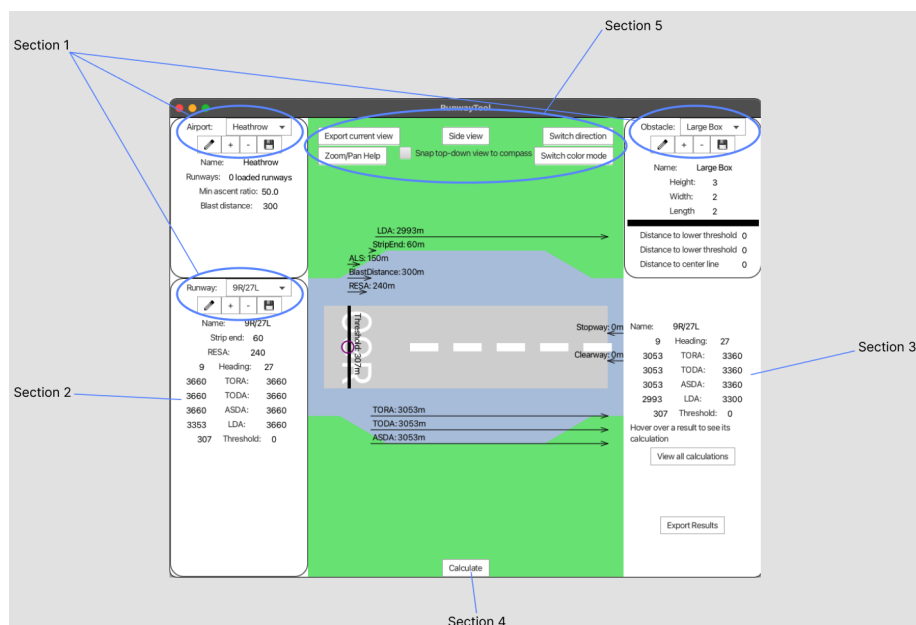 Section 5
Section 1
RunwayTool
Airport: Heathrow
+ -
Name: Heathrow
Runways: 0 loaded runways
Min ascent ratio: 50.0
Blast distance: 300
Export current view Side view Switch direction
Zoom/Pan Help Snap top-down view to compass Switch color mode
Obstacle: Large Box
+ -
Name: Large Box
Height: 3
Width: 2
Length 2
Distance to lower threshold 0
Distance to lower threshold 0
Distance to center line 0
LDA: 2993m
StripEnd: 60m
ALS: 150m
BlastDistance: 300m
RESA: 240m
Threshold: 307m
09R
Stopway: 0m
Clearway: 0m
TORA: 3053m
TODA: 3053m
ASDA: 3053m
Runway: 9R/27L
+ -
Name: 9R/27L
Strip end: 60
RESA: 240
9 Heading: 27
3660 TORA: 3660
3660 TODA: 3660
3660 ASDA: 3660
3353 LDA: 3660
307 Threshold: 0
Section 2
Name: 9R/27L
9 Heading: 27
3053 TORA: 3360
3053 TODA: 3360
3053 ASDA: 3360
2993 LDA: 3300
307 Threshold: 0
Hover over a result to see its
calculation
View all calculations
Export Results
Section 3
Calculate
Section 4